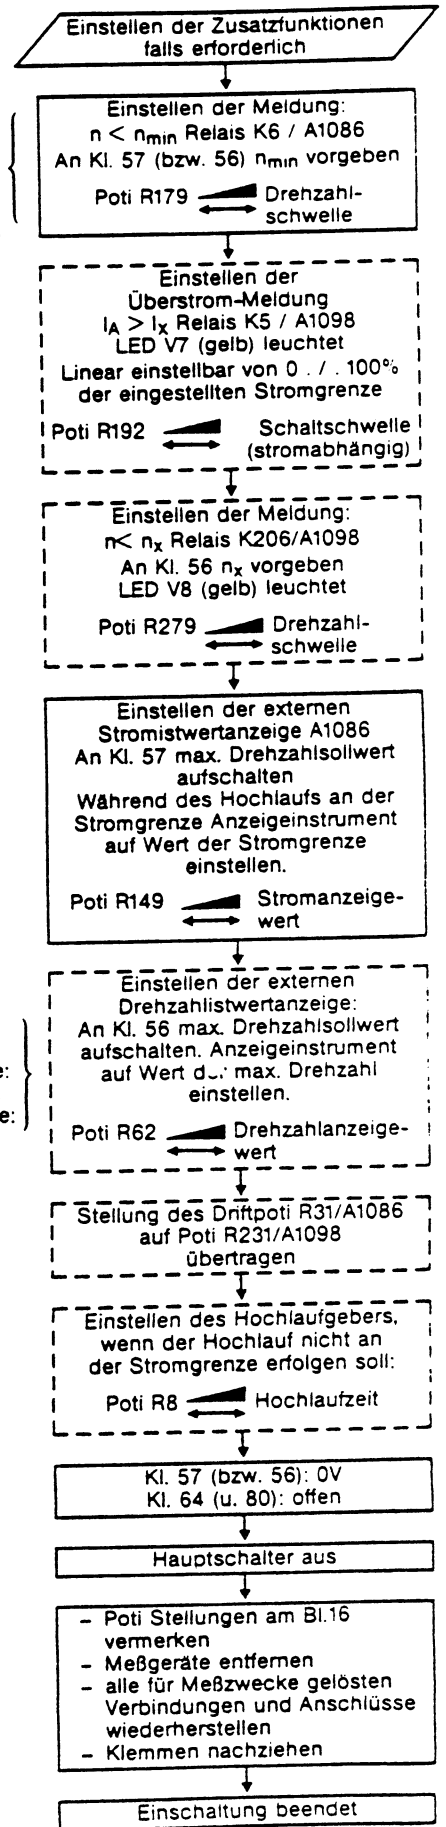 Einstellen der Zusatzfunktionen
falls erforderlich
Einstellen der Meldung:
n < nmin Relais K6 / A1086
An Kl. 57 (bzw. 56) nmin vorgeben
Poti R179 Drehzahl-
schwelle
Einstellen der
Überstrom-Meldung
IA > IX Relais K5 / A1098
LED V7 (gelb) leuchtet
Linear einstellbar von 0 . / . 100%
der eingestellten Stromgrenze
Poti R192 Schaltschwelle
(stromabhängig)
Einstellen der Meldung:
n< nx Relais K206/A1098
An Kl. 56 nx vorgeben
LED V8 (gelb) leuchtet
Poti R279 Drehzahl-
schwelle
Einstellen der externen
Stromistwertanzeige A1086
An Kl. 57 max. Drehzahlsollwert
aufschalten
Während des Hochlaufs an der
Stromgrenze Anzeigeinstrument
auf Wert der Stromgrenze
einstellen.
Poti R149 Stromanzeige-
wert
Einstellen der externen
Drehzahlistwertanzeige:
An Kl. 56 max. Drehzahlsollwert
aufschalten. Anzeigeinstrument
auf Wert max. Drehzahl
einstellen.
e:
e:
Poti R62 Drehzahlanzeige-
wert
Stellung des Driftpoti R31/A1086
auf Poti R231/A1098
übertragen
Einstellen des Hochlaufgebers,
wenn der Hochlauf nicht an
der Stromgrenze erfolgen soll:
Poti R8 Hochlaufzeit
Kl. 57 (bzw. 56): 0V
Kl. 64 (u. 80): offen
Hauptschalter aus
– Poti Stellungen am Bl.16
vermerken
– Meßgeräte entfernen
– alle für Meßzwecke gelösten
Verbindungen und Anschlüsse
wiederherstellen
– Klemmen nachziehen
Einschaltung beendet